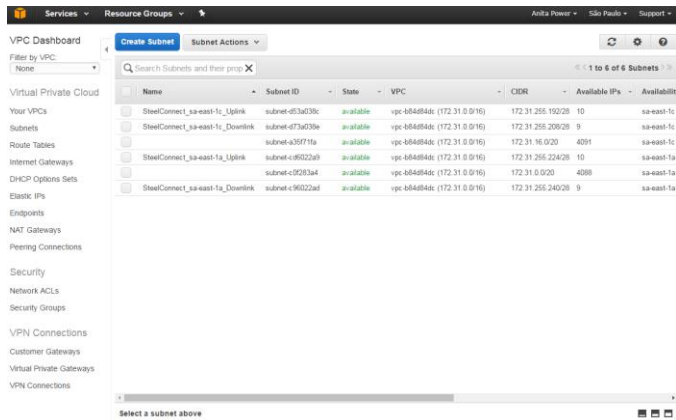 Services Resource Groups Anita Power São Paulo Support
VPC Dashboard
Filter by VPC:
None
Virtual Private Cloud
Your VPCs
Subnets
Route Tables
Internet Gateways
DHCP Options Sets
Elastic IPs
Endpoints
NAT Gateways
Peering Connections
Security
Network ACLs
Security Groups
VPN Connections
Customer Gateways
Virtual Private Gateways
VPN Connections
Create Subnet Subnet Actions
Search Subnets and their prop X << 1 to 6 of 6 Subnets >>
Name Subnet ID State VPC CIDR Available IPs Availabilit
SteelConnect_sa-east-1c_Uplink subnet-d53a038c available vpc-b84d84dc (172.31.0.0/16) 172.31.255.192/28 10 sa-east-1c
SteelConnect_sa-east-1c_Downlink subnet-d73a038e available vpc-b84d84dc (172.31.0.0/16) 172.31.255.208/28 9 sa-east-1c
subnet-a35f71fa available vpc-b84d84dc (172.31.0.0/16) 172.31.16.0/20 4091 sa-east-1c
SteelConnect_sa-east-1a_Uplink subnet-cd6022a9 available vpc-b84d84dc (172.31.0.0/16) 172.31.255.224/28 10 sa-east-1a
subnet-c0f283a4 available vpc-b84d84dc (172.31.0.0/16) 172.31.0.0/20 4088 sa-east-1a
SteelConnect_sa-east-1a_Downlink subnet-c96022ad available vpc-b84d84dc (172.31.0.0/16) 172.31.255.240/28 9 sa-east-1a
Select a subnet above